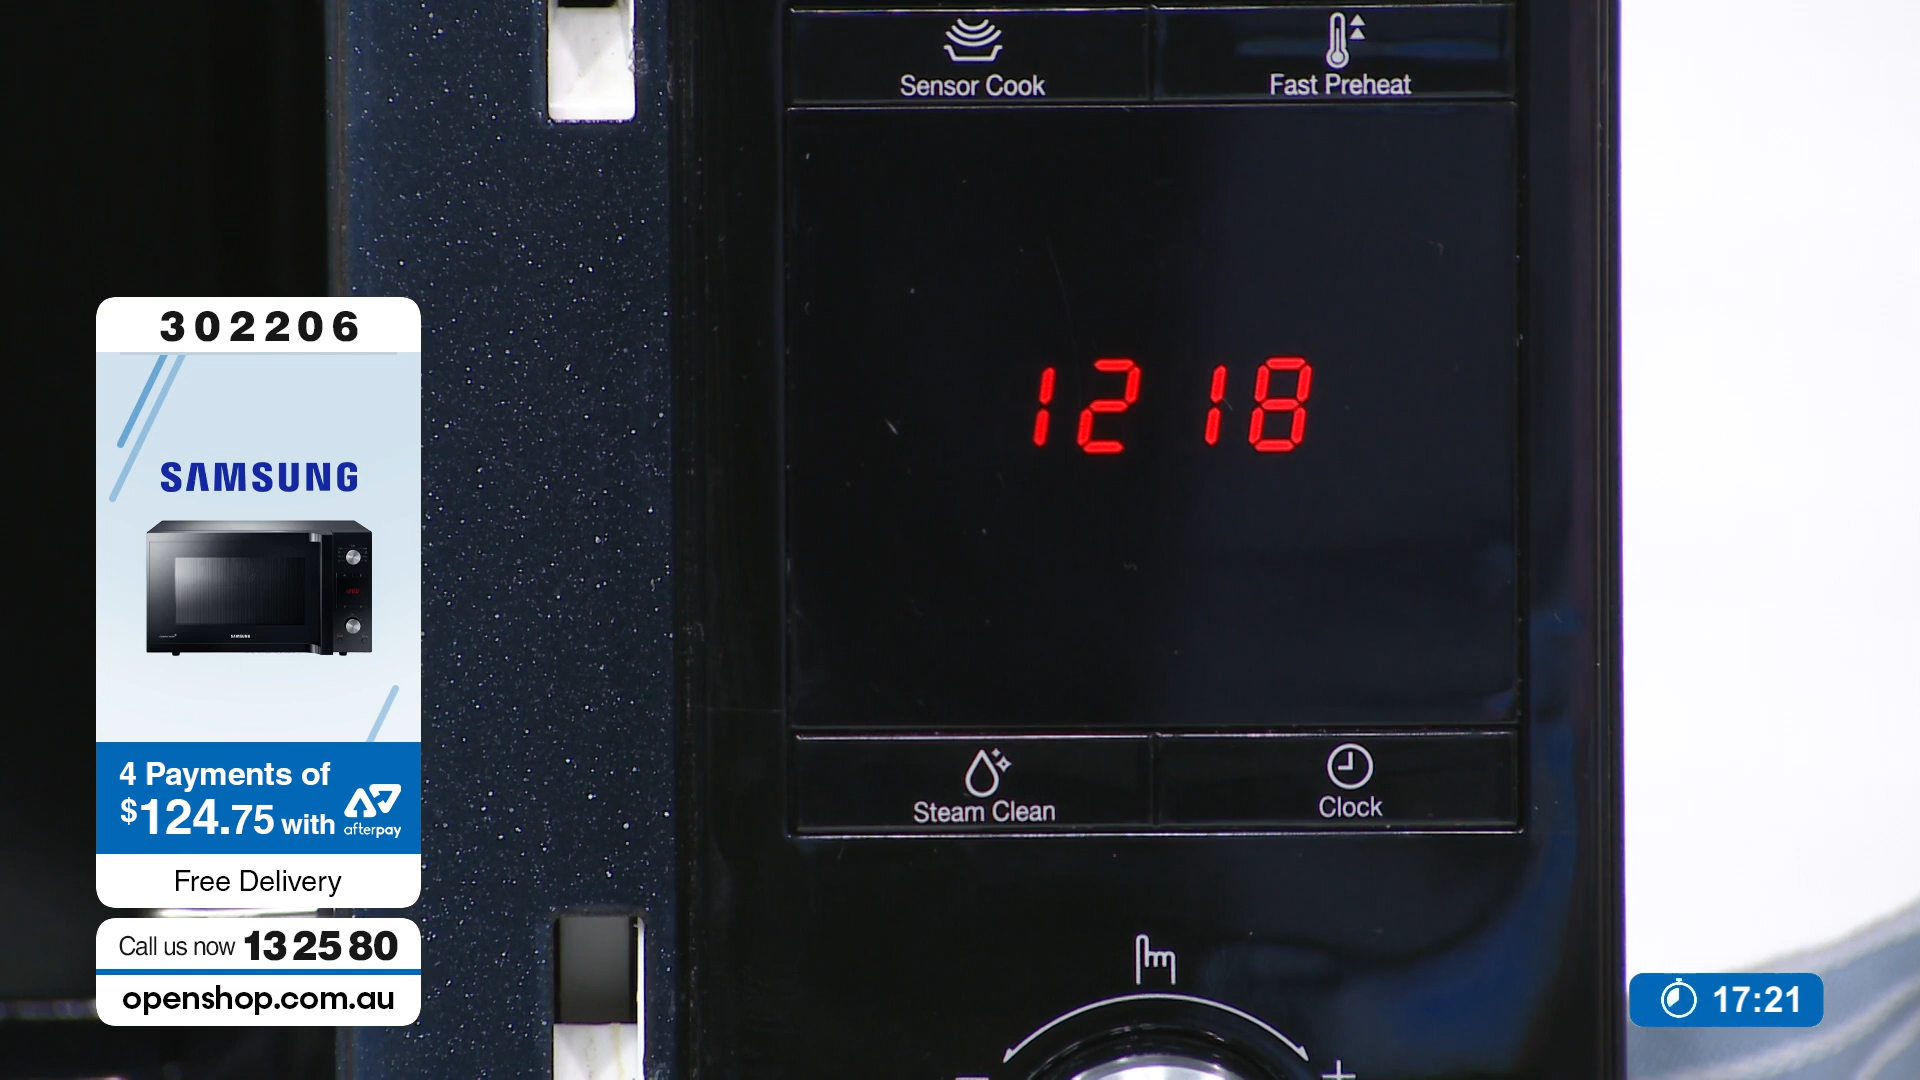 Sensor Cook
Fast Preheat
12 18
Steam Clean
Clock
302206
SAMSUNG
SAMSUNG
4 Payments of
$124.75 with
afterpay
Free Delivery
Call us now 13 25 80
openshop.com.au
17:21